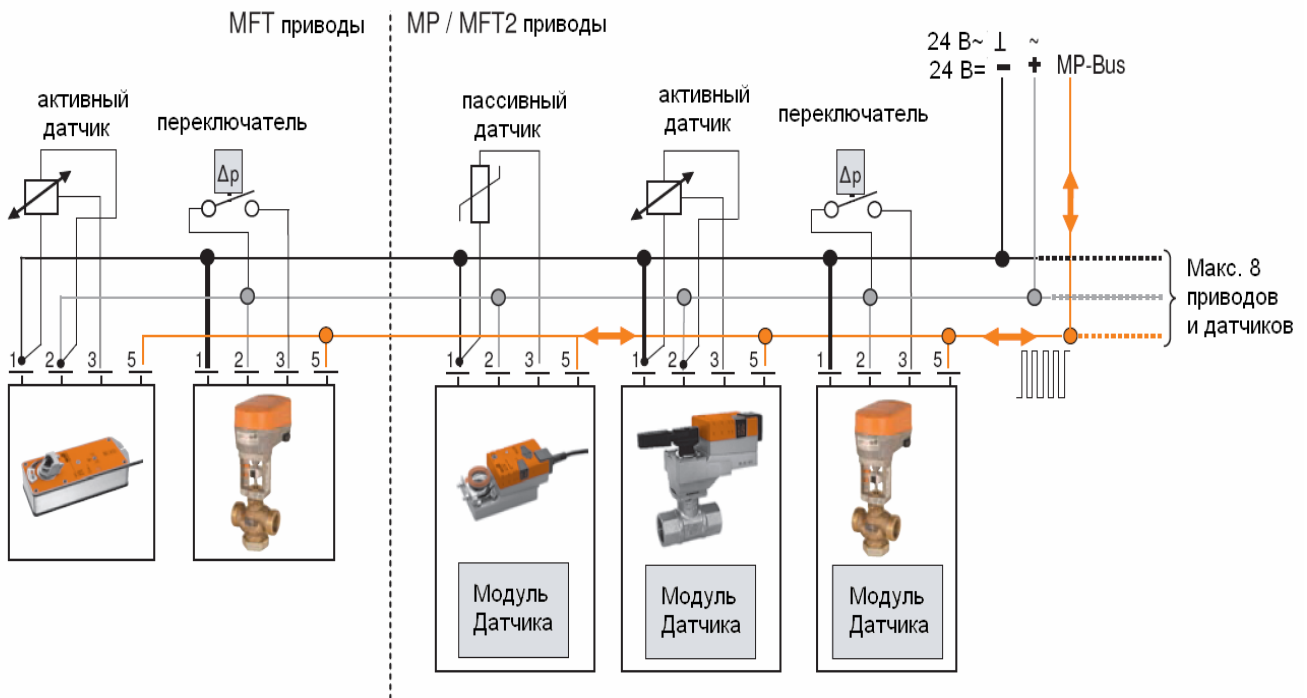 MFT приводы
MP / MFT2 приводы
24 В~ ⊥ ~
24 В= - + MP-Bus
активный
датчик
переключатель
пассивный
датчик
активный
датчик
переключатель
Δp
Δp
Макс. 8
приводов
и датчиков
1 2 3 5
1 2 3 5
1 2 3 5
1 2 3 5
1 2 3 5
Модуль
Датчика
Модуль
Датчика
Модуль
Датчика